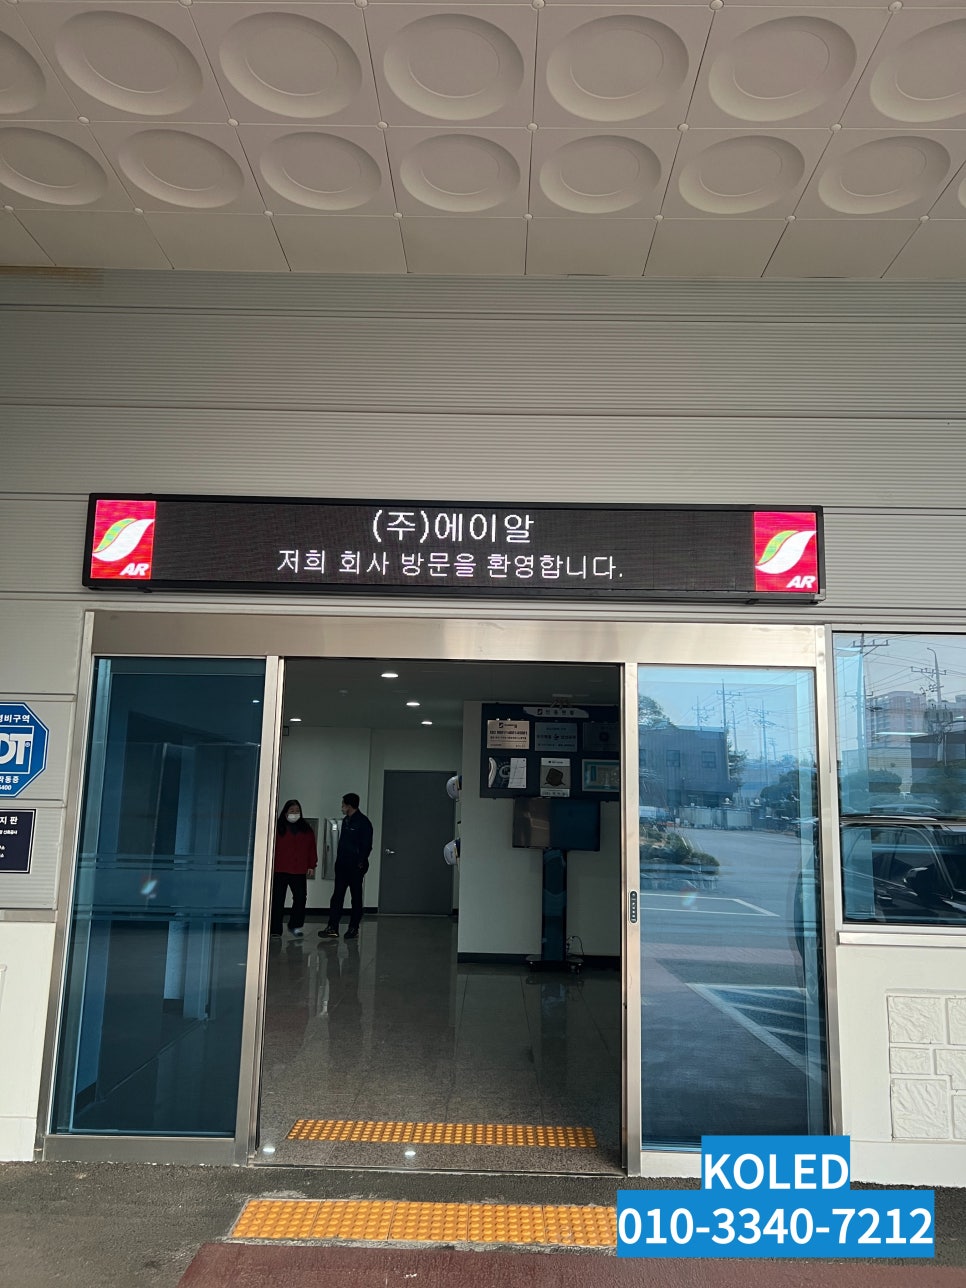 (주)에이알
저희 회사 방문을 환영합니다.
AR
AR
KOLED
010-3340-7212